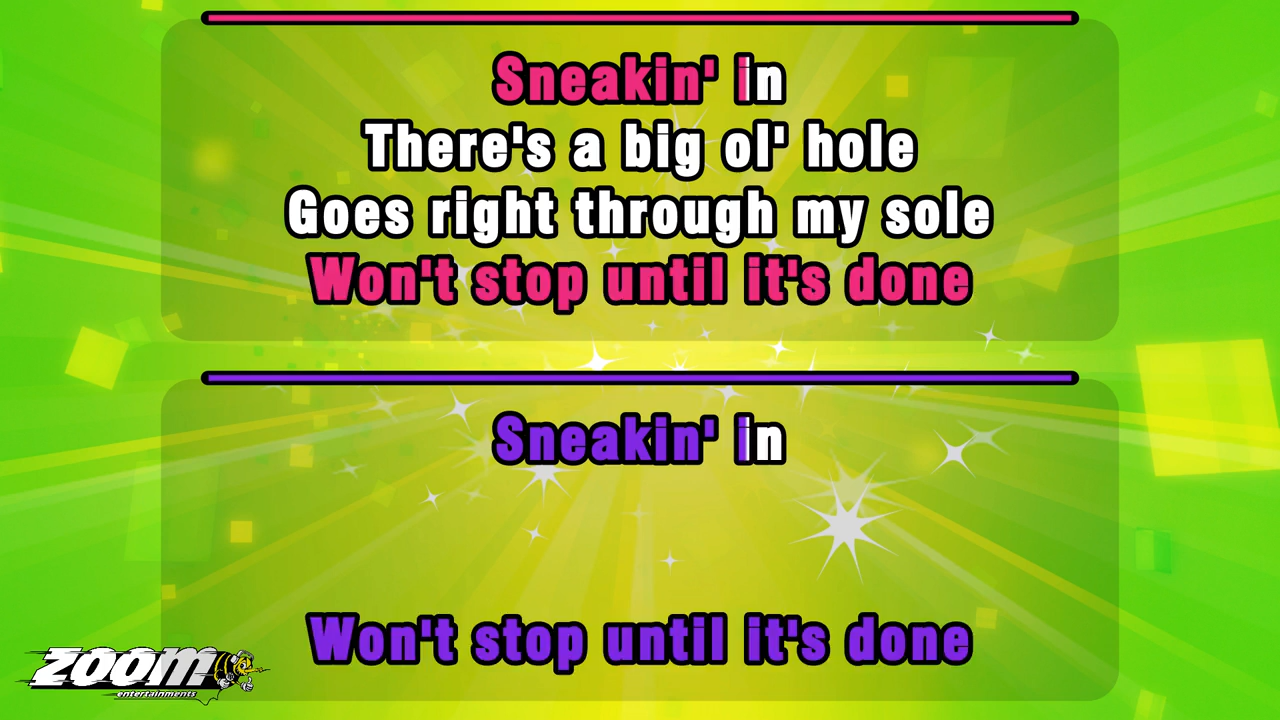 Sneakin' in
There's a big ol' hole
Goes right through my sole
Won't stop until it's done
Sneakin' in
Won't stop until it's done
ZOOM
entertainments